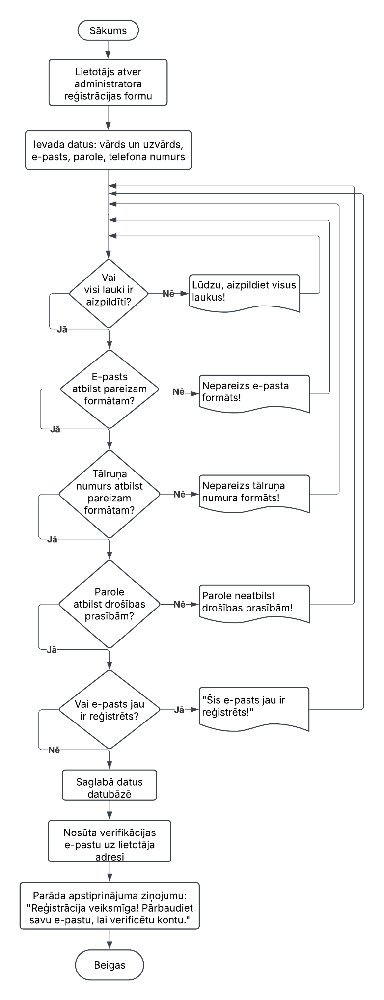 Sākums
Lietotājs atver
administratora
reģistrācijas formu
Ievada datus: vārds un uzvārds,
e-pasts, parole, telefona numurs
Vai
visi lauki ir
aizpildīti?
Nē
Lūdzu, aizpildiet visus
laukus!
Jā
E-pasts
atbilst pareizam
formātam?
Nē
Nepareizs e-pasta
formāts!
Jā
Tālruņa
numurs atbilst
pareizam
formātam?
Nē
Nepareizs tālruņa
numura formāts!
Jā
Parole
atbilst drošības
prasībām?
Nē
Parole neatbilst
drošības prasībām!
Jā
Vai e-pasts jau
ir reģistrēts?
Jā
"Šis e-pasts jau ir
reģistrēts!"
Nē
Saglabā datus
datubāzē
Nosūta verifikācijas
e-pastu uz lietotāja
adresi
Parāda apstiprinājuma ziņojumu:
"Reģistrācija veiksmīga! Pārbaudiet
savu e-pastu, lai verificētu kontu."
Beigas